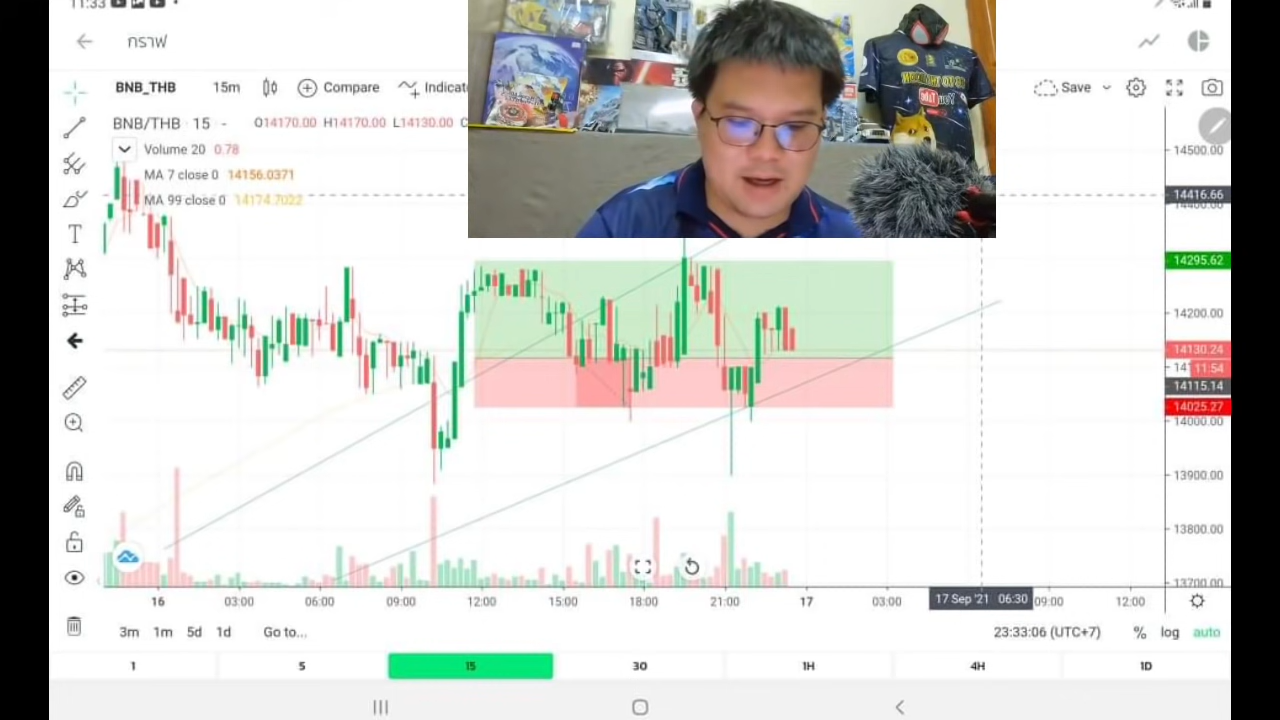 11:33
กราฟ
BNB_THB 15m Compare Indicat Save
BNB/THB · 15 - O14170.00 H14170.00 L14130.00 C
Volume 20 0.78
MA 7 close 0 14156.0371
MA 99 close 0 14174.7022
14500.00
14416.66
14400.00
14295.62
14200.00
14130.24
11:54
14115.14
14025.27
14000.00
13900.00
13800.00
13700.00
16 03:00 06:00 09:00 12:00 15:00 18:00 21:00 17 03:00 17 Sep '21 06:30 09:00 12:00
3m 1m 5d 1d Go to... 23:33:06 (UTC+7) % log auto
1 5 15 30 1H 4H 1D